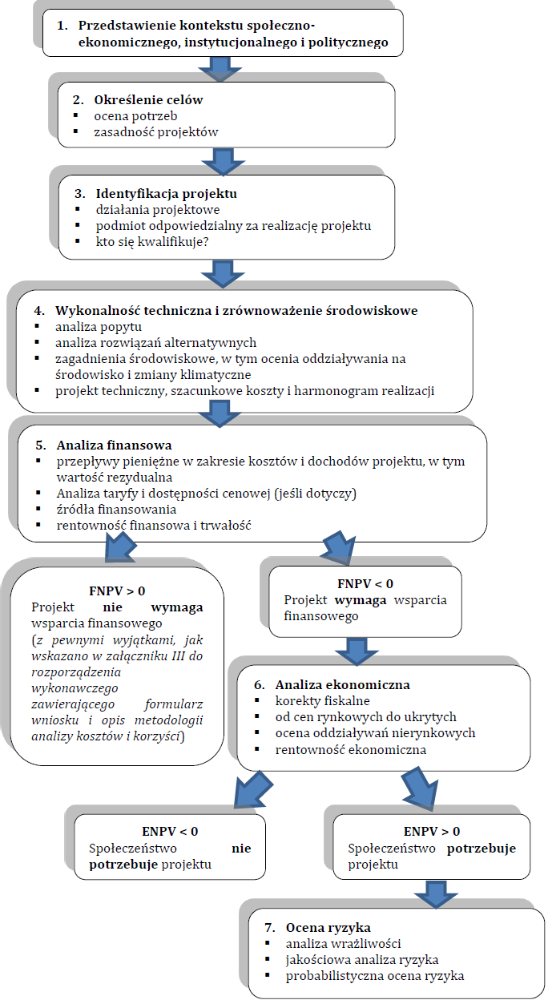 1. Przedstawienie kontekstu społeczno-
ekonomicznego, instytucjonalnego i politycznego
2. Określenie celów
▪ ocena potrzeb
▪ zasadność projektów
3. Identyfikacja projektu
▪ działania projektowe
▪ podmiot odpowiedzialny za realizację projektu
▪ kto się kwalifikuje?
4. Wykonalność techniczna i zrównoważenie środowiskowe
▪ analiza popytu
▪ analiza rozwiązań alternatywnych
▪ zagadnienia środowiskowe, w tym ocenia oddziaływania na
środowisko i zmiany klimatyczne
▪ projekt techniczny, szacunkowe koszty i harmonogram realizacji
5. Analiza finansowa
▪ przepływy pieniężne w zakresie kosztów i dochodów projektu, w tym
wartość rezydualna
▪ Analiza taryfy i dostępności cenowej (jeśli dotyczy)
▪ źródła finansowania
▪ rentowność finansowa i trwałość
FNPV > 0
Projekt nie wymaga
wsparcia finansowego
(z pewnymi wyjątkami, jak
wskazano w załączniku III do
rozporządzenia
wykonawczego
zawierającego formularz
wniosku i opis metodologii
analizy kosztów i korzyści)
FNPV < 0
Projekt wymaga wsparcia
finansowego
6. Analiza ekonomiczna
▪ korekty fiskalne
▪ od cen rynkowych do ukrytych
▪ ocena oddziaływań nierynkowych
▪ rentowność ekonomiczna
ENPV < 0
Społeczeństwo nie
potrzebuje projektu
ENPV > 0
Społeczeństwo potrzebuje
projektu
7. Ocena ryzyka
▪ analiza wrażliwości
▪ jakościowa analiza ryzyka
▪ probabilistyczna ocena ryzyka